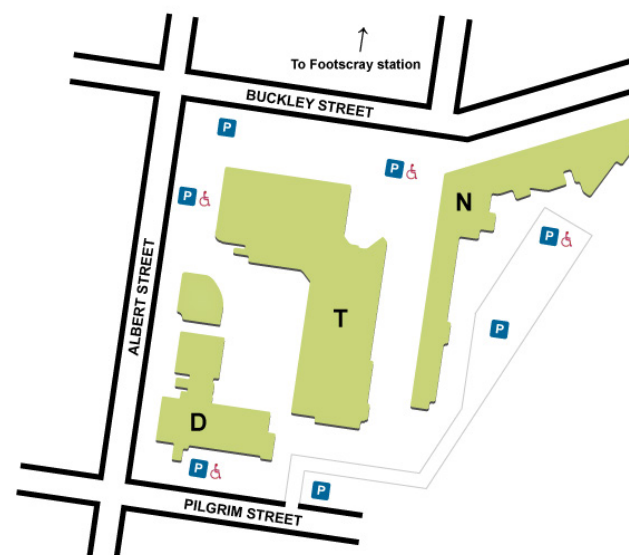 To Footscray station
BUCKLEY STREET
P
P
P
N
P
ALBERT STREET
T
P
D
P
P
PILGRIM STREET